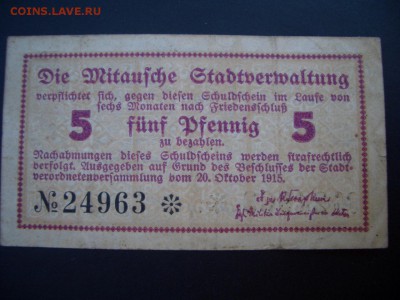 COINS.LAVE.RU
Die Mitausche Stadtverwaltung
verpflichtet sich, gegen diesen Schuldschein im Laufe von
sechs Monaten nach Friedensschluß
5 fünf Pfennig 5
zu bezahlen.
Nachahmungen dieses Schuldscheins werden strafrechtlich
verfolgt. Ausgegeben auf Grund des Beschlusses der Stadt-
verordnetenversammlung vom 20. Oktober 1915.
№ 24963